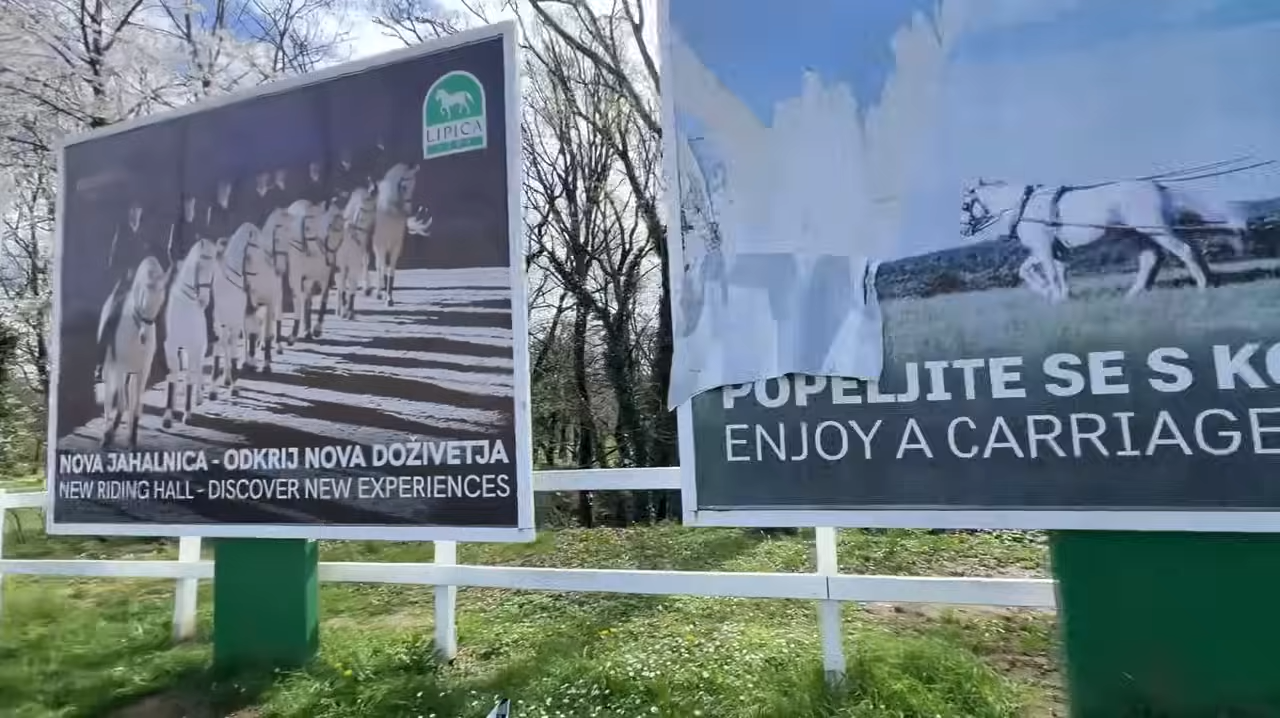 LIPICA
NOVA JAHALNICA - ODKRIJ NOVA DOŽIVETJA
NEW RIDING HALL - DISCOVER NEW EXPERIENCES
POPELJITE SE S KO
ENJOY A CARRIAGE